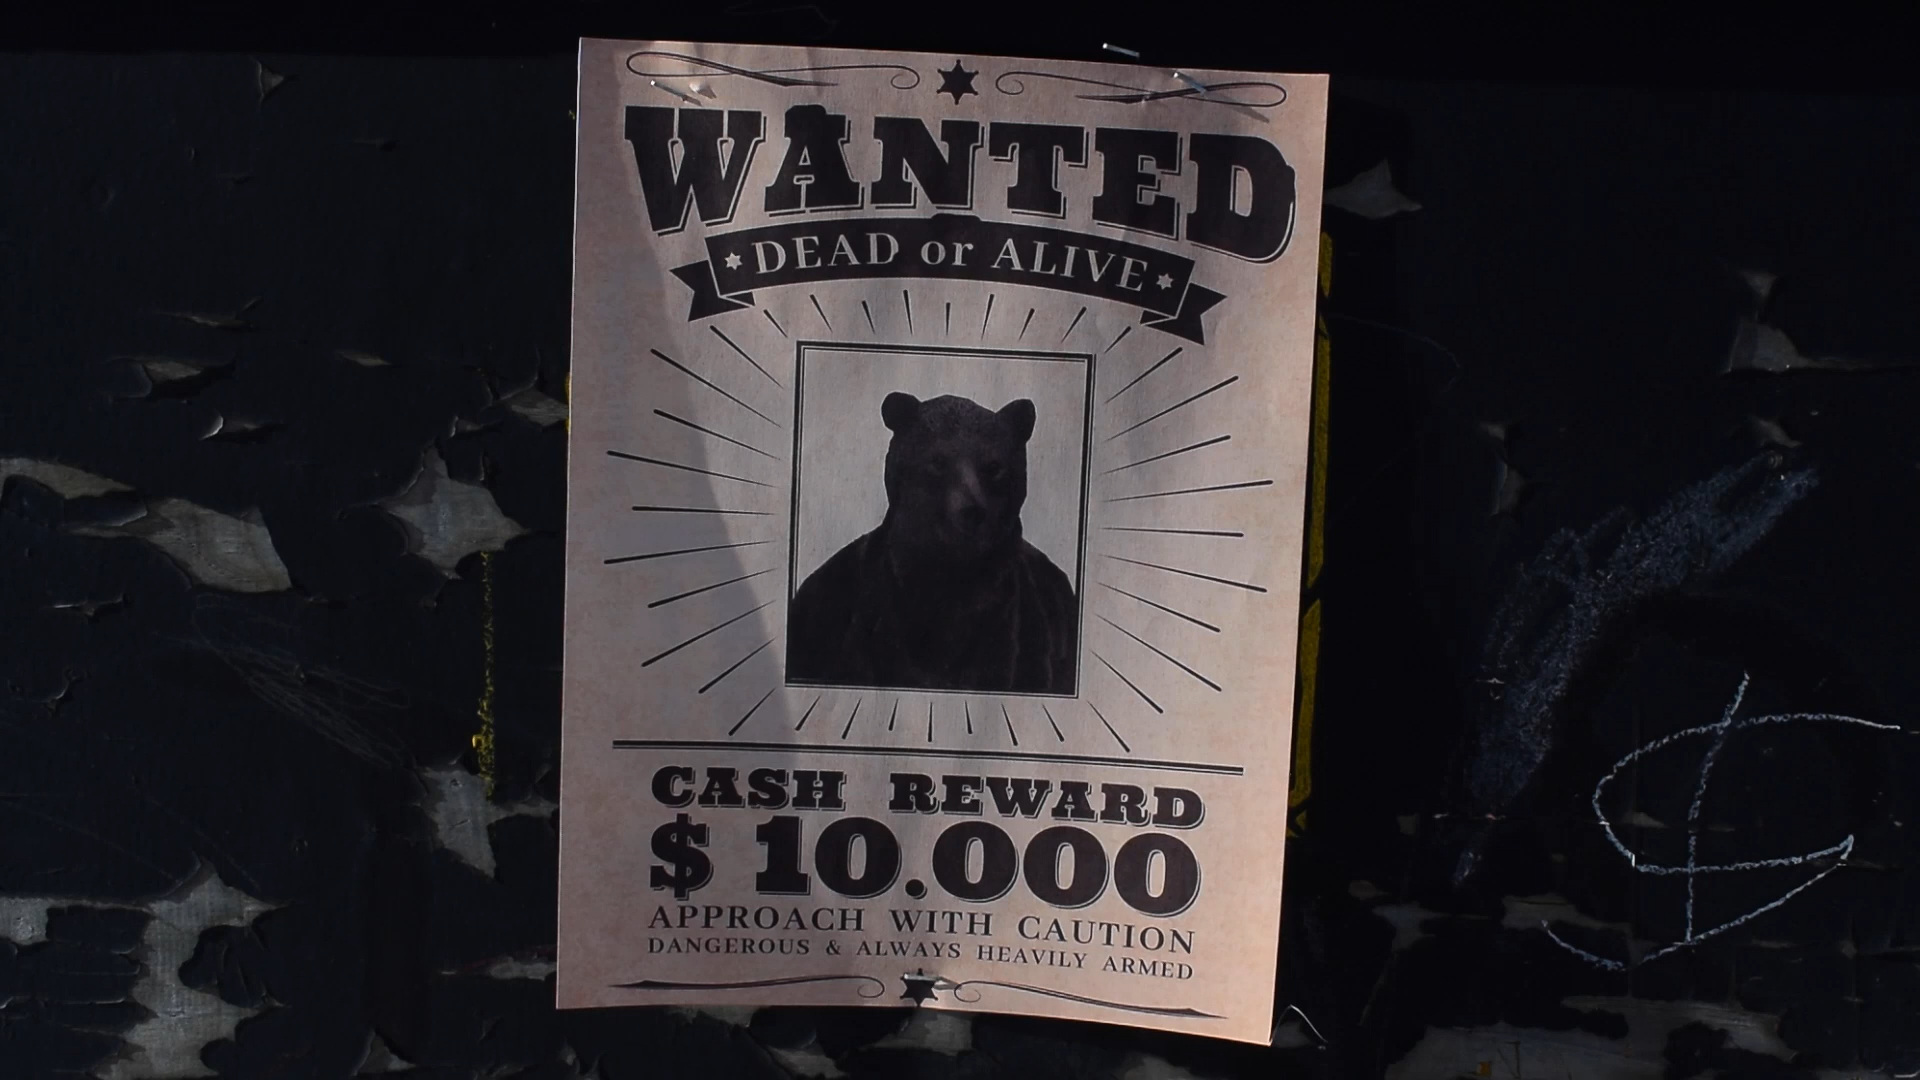 WANTED
DEAD or ALIVE
CASH REWARD
$ 10.000
APPROACH WITH CAUTION
DANGEROUS & ALWAYS HEAVILY ARMED